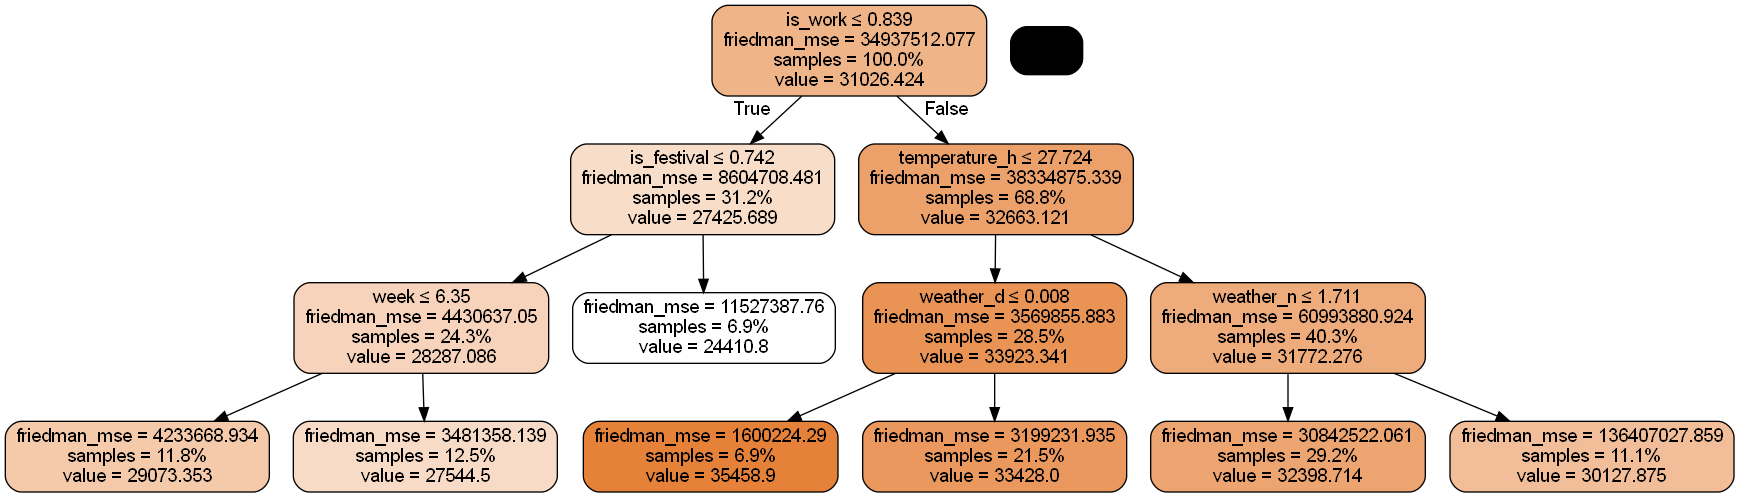 is_work ≤ 0.839
friedman_mse = 34937512.077
samples = 100.0%
value = 31026.424
True
False
is_festival ≤ 0.742
friedman_mse = 8604708.481
samples = 31.2%
value = 27425.689
temperature_h ≤ 27.724
friedman_mse = 38334875.339
samples = 68.8%
value = 32663.121
week ≤ 6.35
friedman_mse = 4430637.05
samples = 24.3%
value = 28287.086
friedman_mse = 11527387.76
samples = 6.9%
value = 24410.8
weather_d ≤ 0.008
friedman_mse = 3569855.883
samples = 28.5%
value = 33923.341
weather_n ≤ 1.711
friedman_mse = 60993880.924
samples = 40.3%
value = 31772.276
friedman_mse = 4233668.934
samples = 11.8%
value = 29073.353
friedman_mse = 3481358.139
samples = 12.5%
value = 27544.5
friedman_mse = 1600224.29
samples = 6.9%
value = 35458.9
friedman_mse = 3199231.935
samples = 21.5%
value = 33428.0
friedman_mse = 30842522.061
samples = 29.2%
value = 32398.714
friedman_mse = 136407027.859
samples = 11.1%
value = 30127.875